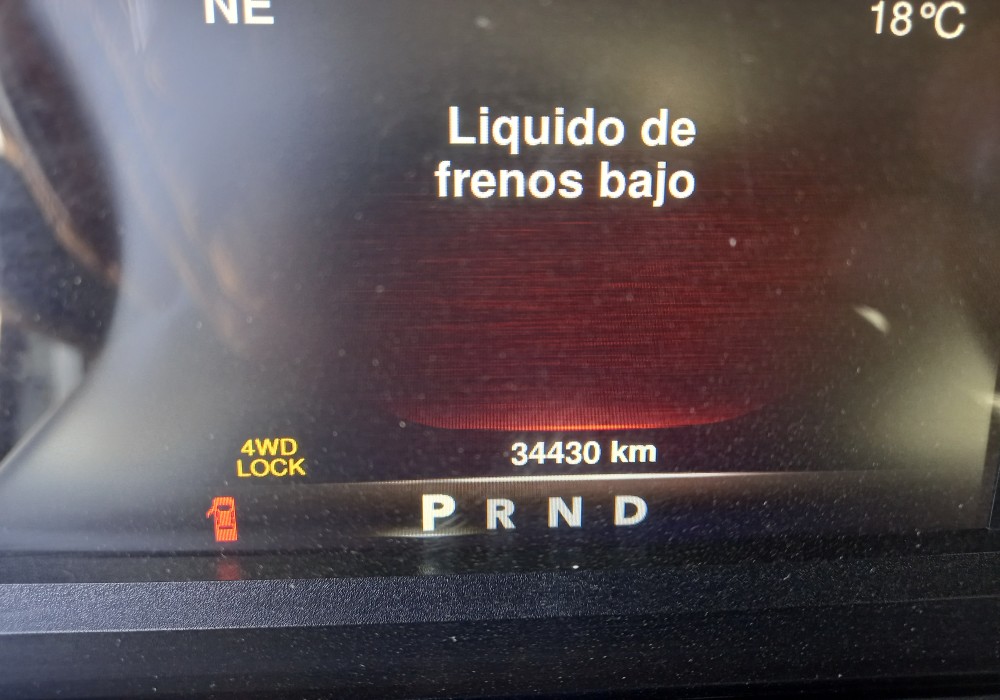 NE
18°C
Liquido de
frenos bajo
4WD
LOCK
34430 km
P R N D